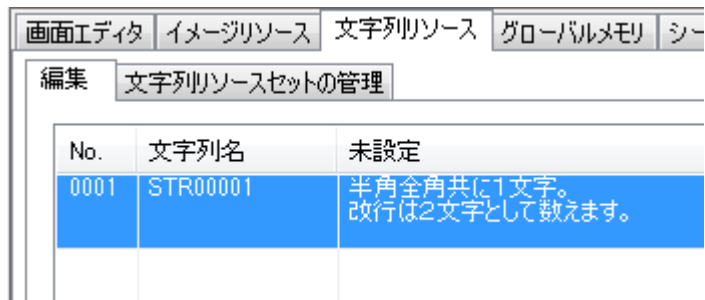 画面エディタ イメージリソース 文字列リソース グローバルメモリ シー
編集 文字列リソースセットの管理
No. 文字列名 未設定
0001 STR00001 半角全角共に1文字。
改行は2文字として数えます。